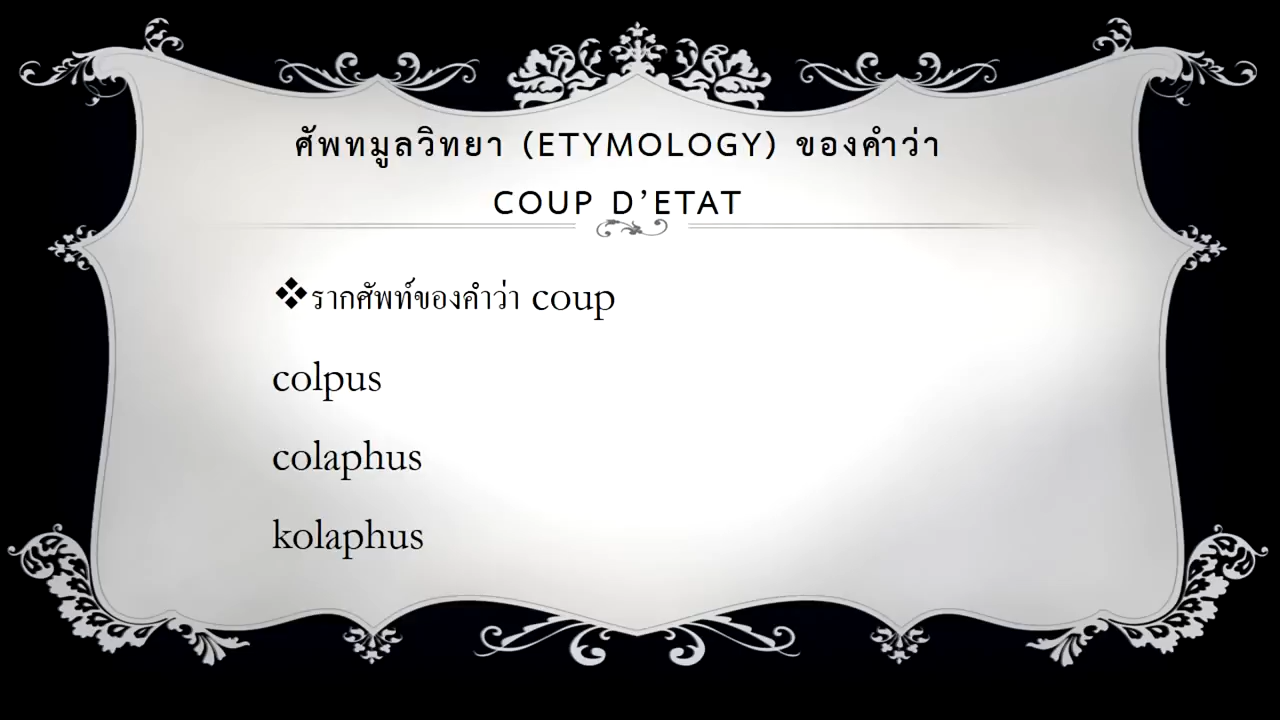 ศัพทมูลวิทยา (ETYMOLOGY) ของคำว่า
COUP D’ETAT
❖รากศัพท์ของคำว่า coup
colpus
colaphus
kolaphus